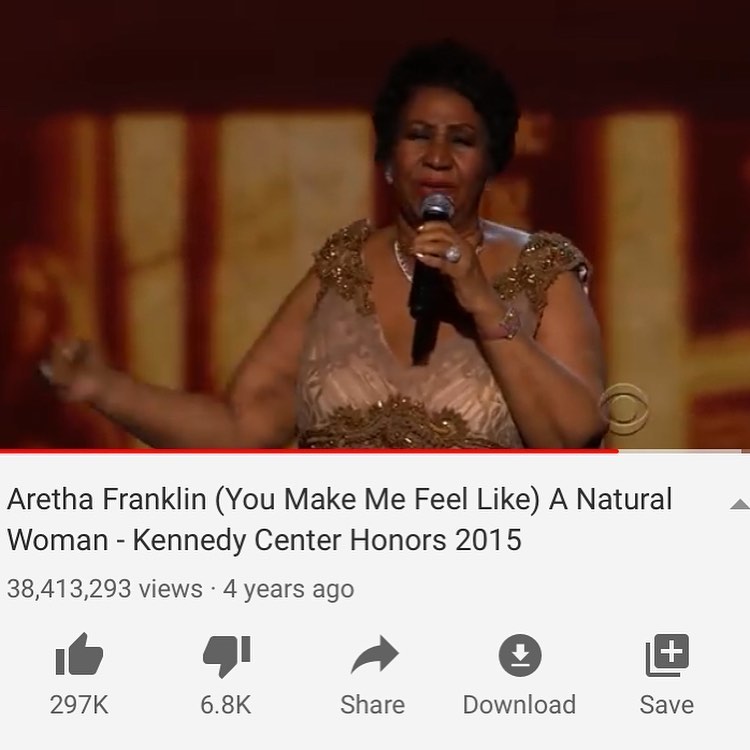 Aretha Franklin (You Make Me Feel Like) A Natural
Woman - Kennedy Center Honors 2015
38,413,293 views · 4 years ago
297K
6.8K
Share
Download
Save